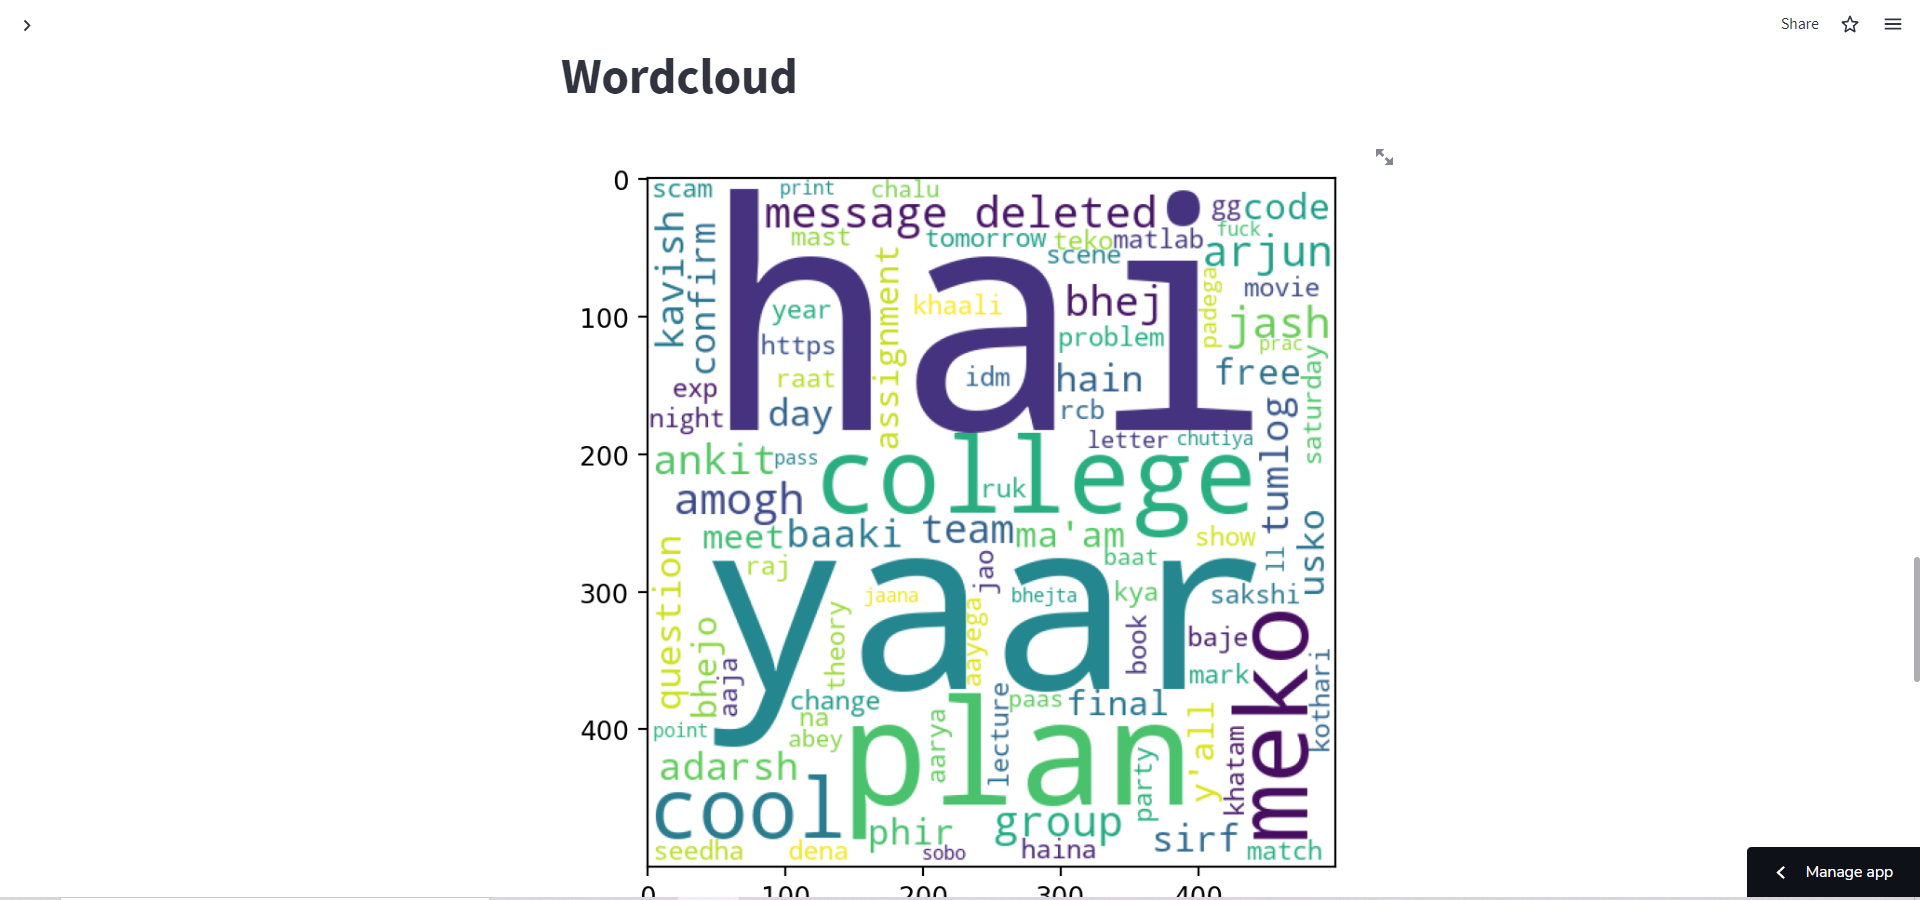 Share
Wordcloud
0
100
200
300
400
scam
print
chalu
message deleted
gg
code
fuck
kavish
confirm
mast
tomorrow
teko
matlab
scene
arjun
hai
assignment
khaali
bhej
padega
movie
year
jash
https
problem
prac
raat
idm
hain
free
saturday
exp
night
day
rcb
tumlog
letter
chutiya
ankit
pass
college
ruk
amogh
meet
baaki
team
ma'am
show
usko
question
raj
yaar
jao
baat
ll
jaana
bhejta
kya
sakshi
bhejo
aaja
theory
aayega
book
baje
meko
kothari
mark
change
lecture
paas
final
point
na
abey
plan
aarya
party
y'all
khatam
adarsh
cool
phir
group
sirf
seedha
dena
sobo
haina
match
0
100
200
300
400
Manage app